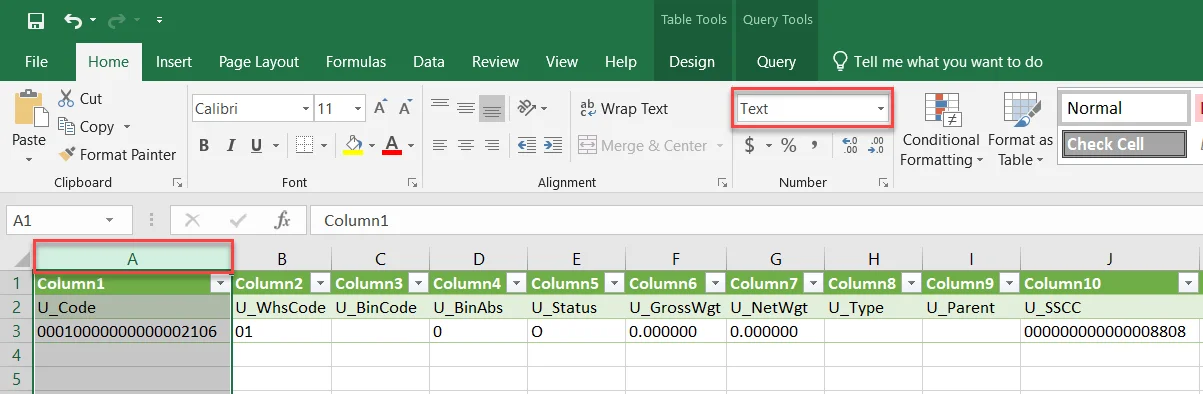 Table Tools Query Tools
File Home Insert Page Layout Formulas Data Review View Help Design Query Tell me what you want to do
Paste
Cut
Copy
Format Painter
Clipboard
Calibri 11 A A
B I U A
Font
ab Wrap Text
Merge & Center
Alignment
Text
$ % , .0 .00 .00 .0
Number
Conditional
Formatting
Format as
Table
Normal
Check Cell
A1 fx Column1
A B C D E F G H I J
1 Column1 Column2 Column3 Column4 Column5 Column6 Column7 Column8 Column9 Column10
2 U_Code U_WhsCode U_BinCode U_BinAbs U_Status U_GrossWgt U_NetWgt U_Type U_Parent U_SSCC
3 00010000000000002106 01 0 O 0.000000 0.000000 000000000000008808
4
5